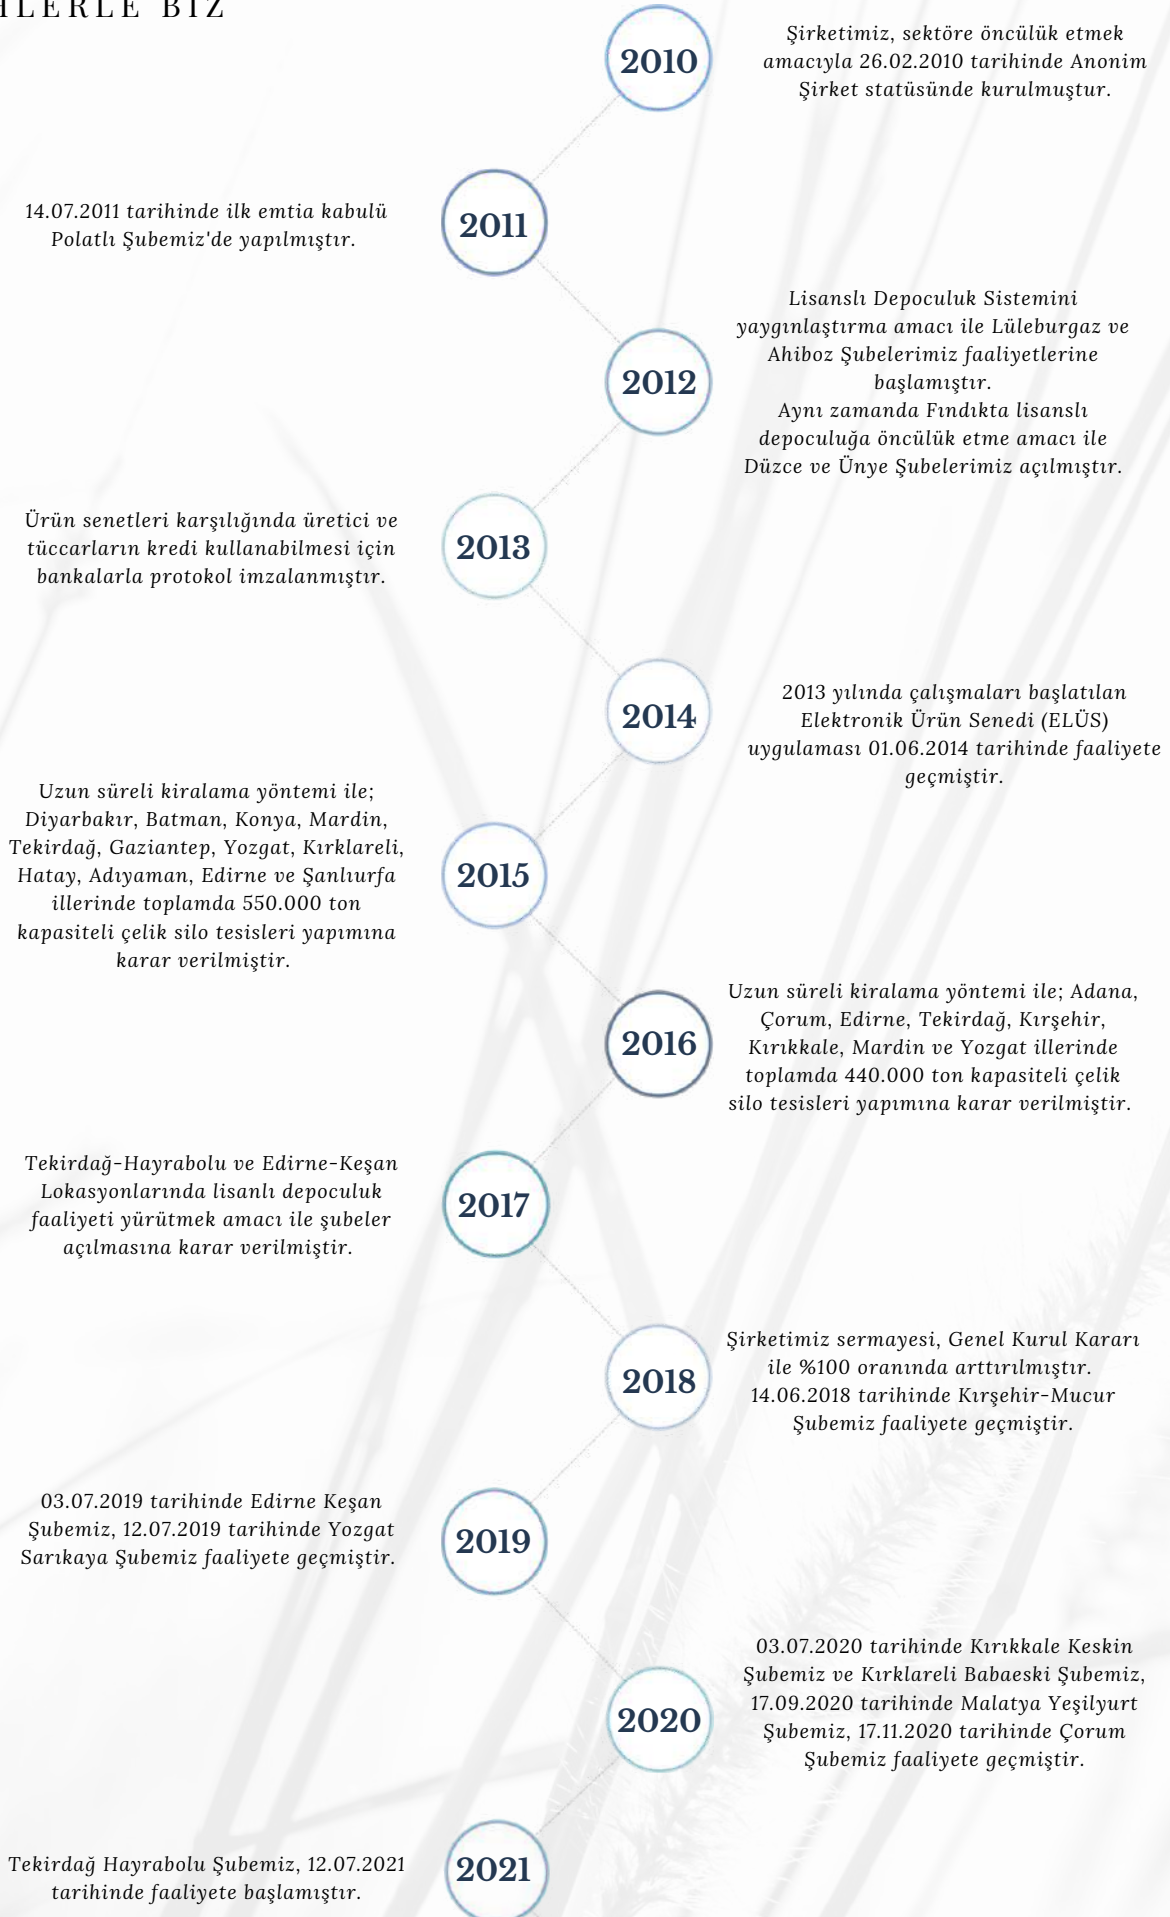 HLERLE BİZ
2010
Şirketimiz, sektöre öncülük etmek
amacıyla 26.02.2010 tarihinde Anonim
Şirket statüsünde kurulmuştur.
14.07.2011 tarihinde ilk emtia kabulü
Polatlı Şubemiz'de yapılmıştır.
2011
2012
Lisanslı Depoculuk Sistemini
yaygınlaştırma amacı ile Lüleburgaz ve
Ahiboz Şubelerimiz faaliyetlerine
başlamıştır.
Aynı zamanda Fındıkta lisanslı
depoculuğa öncülük etme amacı ile
Düzce ve Ünye Şubelerimiz açılmıştır.
Ürün senetleri karşılığında üretici ve
tüccarların kredi kullanabilmesi için
bankalarla protokol imzalanmıştır.
2013
2014
2013 yılında çalışmaları başlatılan
Elektronik Ürün Senedi (ELÜS)
uygulaması 01.06.2014 tarihinde faaliyete
geçmiştir.
Uzun süreli kiralama yöntemi ile;
Diyarbakır, Batman, Konya, Mardin,
Tekirdağ, Gaziantep, Yozgat, Kırklareli,
Hatay, Adıyaman, Edirne ve Şanlıurfa
illerinde toplamda 550.000 ton
kapasiteli çelik silo tesisleri yapımına
karar verilmiştir.
2015
2016
Uzun süreli kiralama yöntemi ile; Adana,
Çorum, Edirne, Tekirdağ, Kırşehir,
Kırıkkale, Mardin ve Yozgat illerinde
toplamda 440.000 ton kapasiteli çelik
silo tesisleri yapımına karar verilmiştir.
Tekirdağ-Hayrabolu ve Edirne-Keşan
Lokasyonlarında lisanlı depoculuk
faaliyeti yürütmek amacı ile şubeler
açılmasına karar verilmiştir.
2017
2018
Şirketimiz sermayesi, Genel Kurul Kararı
ile %100 oranında arttırılmıştır.
14.06.2018 tarihinde Kırşehir-Mucur
Şubemiz faaliyete geçmiştir.
03.07.2019 tarihinde Edirne Keşan
Şubemiz, 12.07.2019 tarihinde Yozgat
Sarıkaya Şubemiz faaliyete geçmiştir.
2019
2020
03.07.2020 tarihinde Kırıkkale Keskin
Şubemiz ve Kırklareli Babaeski Şubemiz,
17.09.2020 tarihinde Malatya Yeşilyurt
Şubemiz, 17.11.2020 tarihinde Çorum
Şubemiz faaliyete geçmiştir.
Tekirdağ Hayrabolu Şubemiz, 12.07.2021
tarihinde faaliyete başlamıştır.
2021